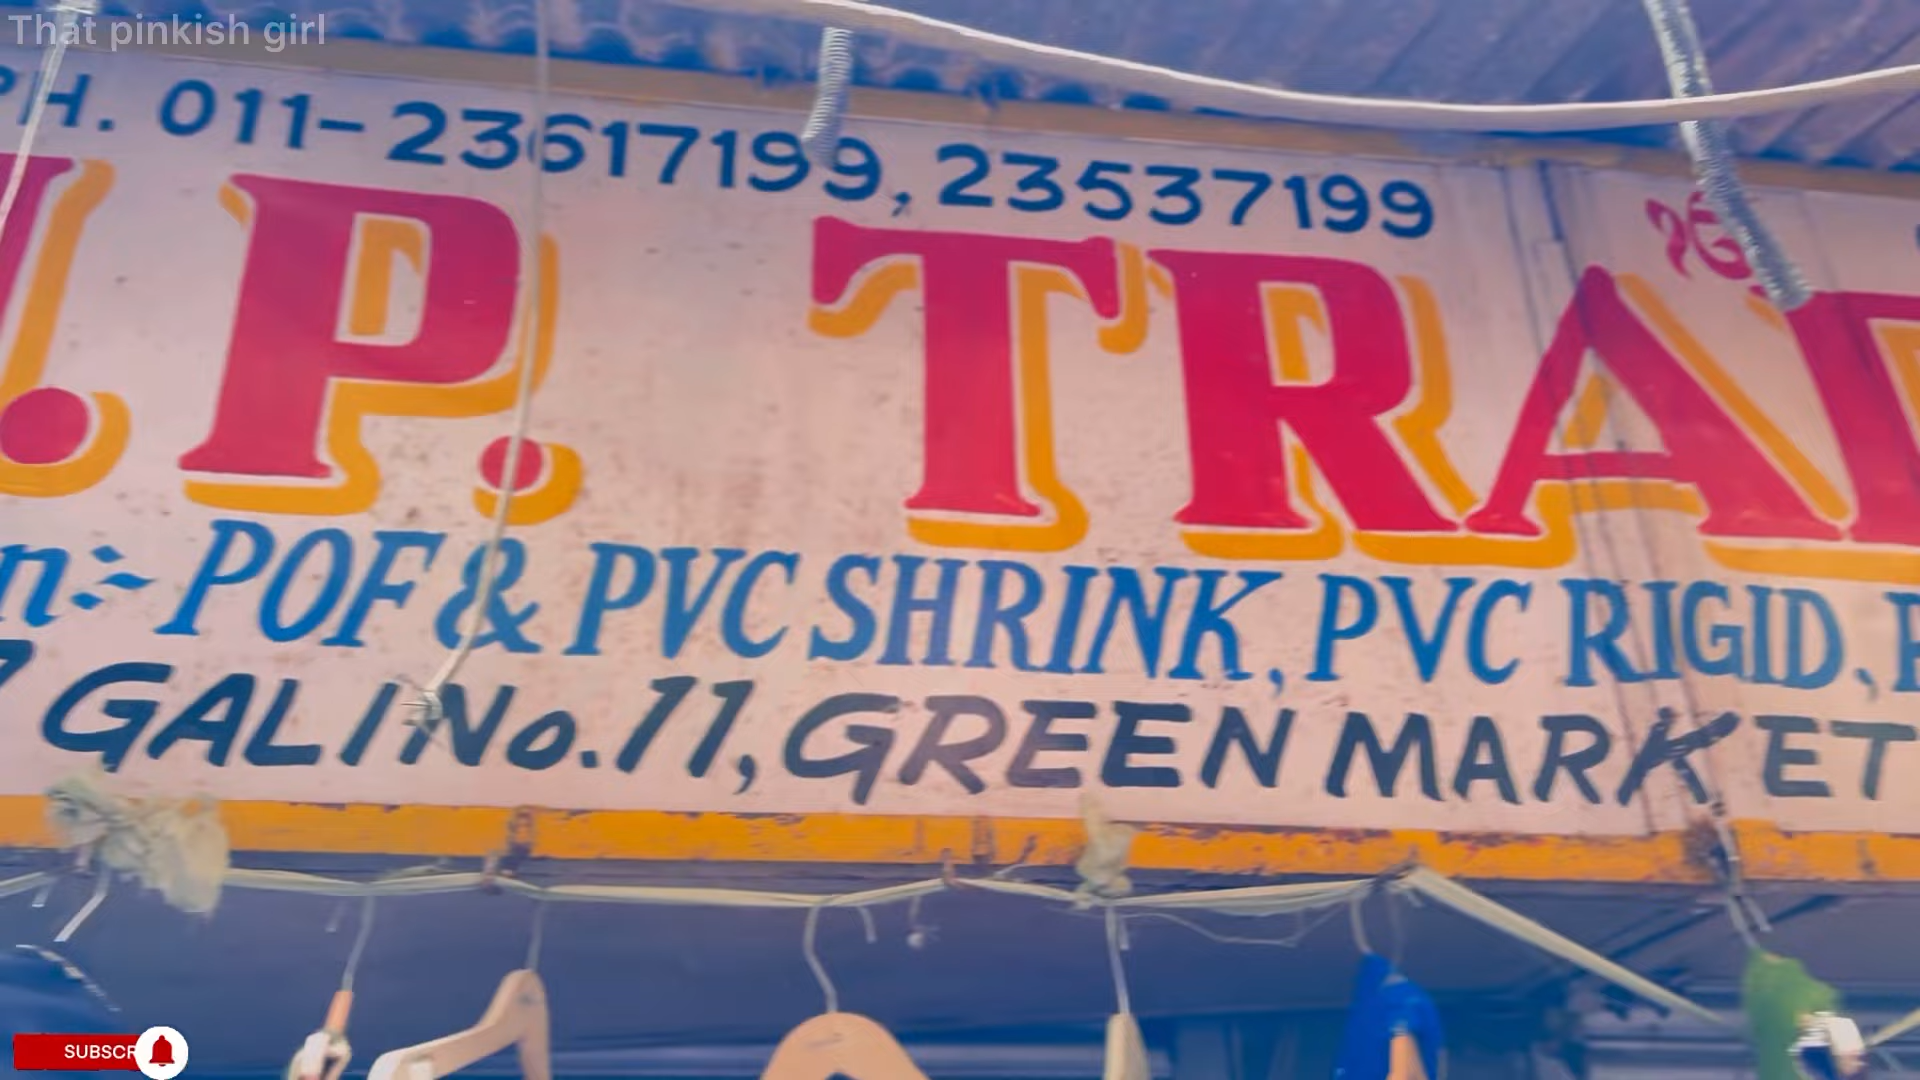 That pinkish girl
PH. 011-23617199, 23537199
.P. TRA
n:- POF & PVC SHRINK, PVC RIGID,
7 GALI No. 11, GREEN MARKET
SUBSCR